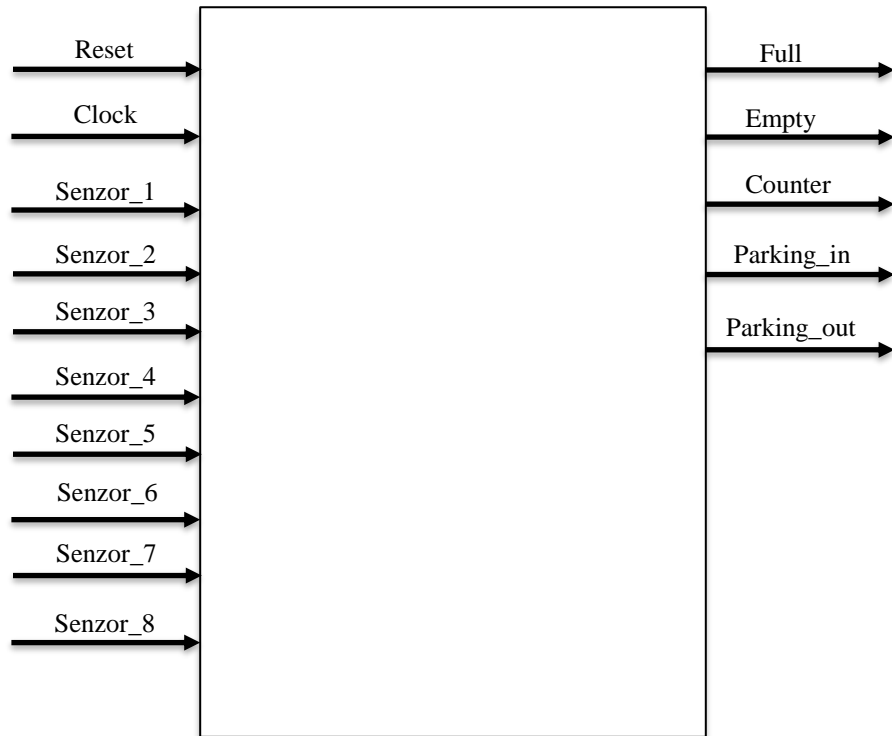 Reset
Clock
Senzor_1
Senzor_2
Senzor_3
Senzor_4
Senzor_5
Senzor_6
Senzor_7
Senzor_8
Full
Empty
Counter
Parking_in
Parking_out